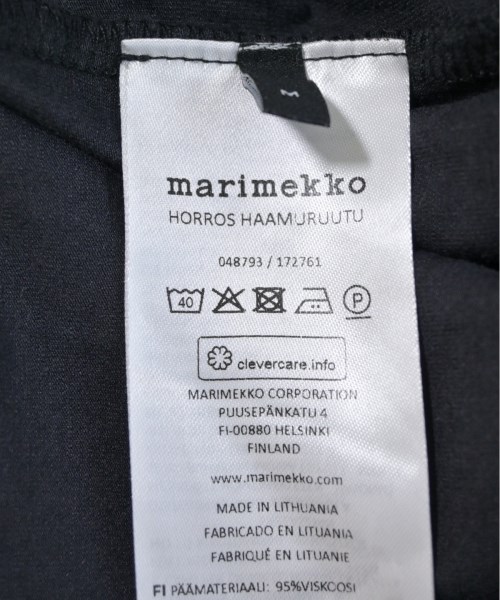 M
marimekko
HORROS HAAMURUUTU
048793 / 172761
40 P
clevercare.info
MARIMEKKO CORPORATION
PUUSEPÄNKATU 4
FI-00880 HELSINKI
FINLAND
www.marimekko.com
MADE IN LITHUANIA
FABRICADO EN LITUANIA
FABRIQUÉ EN LITUANIE
FI PÄÄMATERIAALI: 95%VISKOOSI